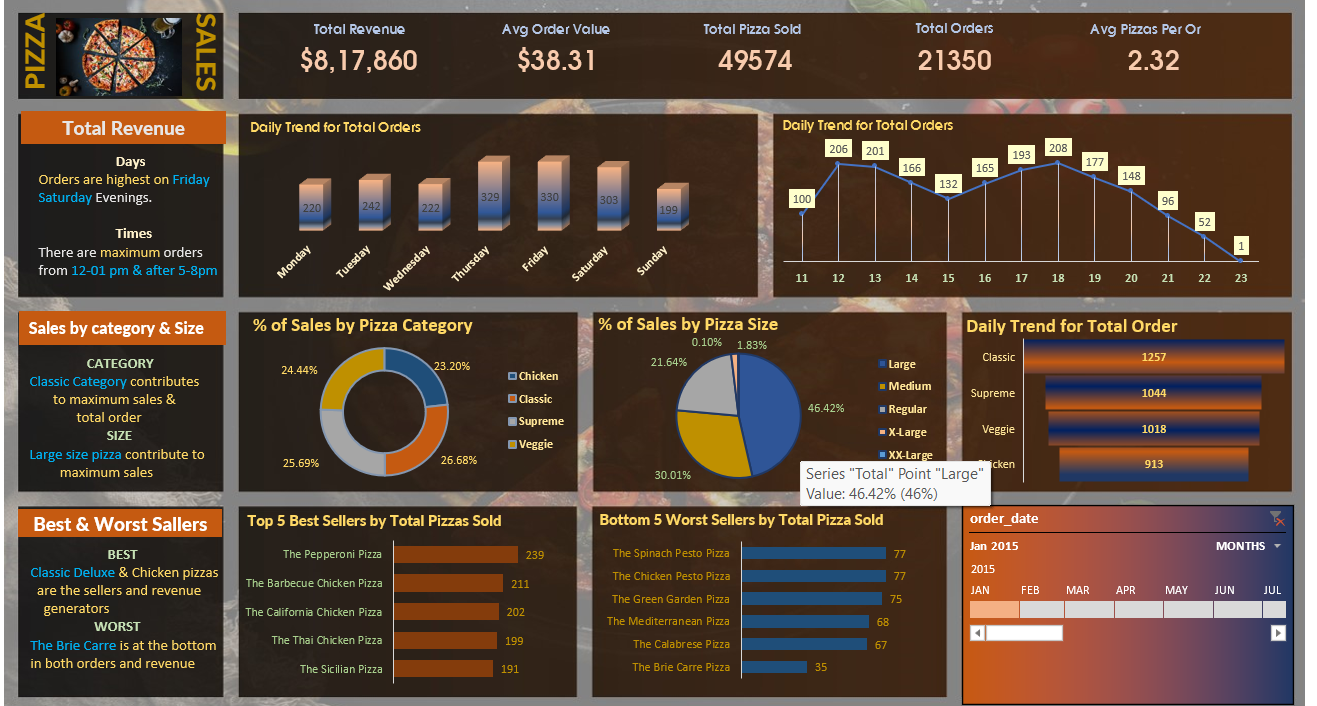 PIZZA
SALES
Total Revenue
$8,17,860
Avg Order Value
$38.31
Total Pizza Sold
49574
Total Orders
21350
Avg Pizzas Per Or
2.32
Total Revenue
Days
Orders are highest on Friday
Saturday Evenings.
Times
There are maximum orders
from 12-01 pm & after 5-8pm
Daily Trend for Total Orders
220
242
222
329
330
303
199
Monday
Tuesday
Wednesday
Thursday
Friday
Saturday
Sunday
Daily Trend for Total Orders
100
206
201
166
132
165
193
208
177
148
96
52
1
11 12 13 14 15 16 17 18 19 20 21 22 23
Sales by category & Size
CATEGORY
Classic Category contributes
to maximum sales &
total order
SIZE
Large size pizza contribute to
maximum sales
% of Sales by Pizza Category
24.44%
23.20%
25.69%
26.68%
Chicken
Classic
Supreme
Veggie
% of Sales by Pizza Size
0.10%
1.83%
21.64%
46.42%
30.01%
Large
Medium
Regular
X-Large
XX-Large
Series "Total" Point "Large"
Value: 46.42% (46%)
Daily Trend for Total Order
Classic 1257
Supreme 1044
Veggie 1018
hicken 913
Best & Worst Sallers
BEST
Classic Deluxe & Chicken pizzas
are the sellers and revenue
generators
WORST
The Brie Carre is at the bottom
in both orders and revenue
Top 5 Best Sellers by Total Pizzas Sold
The Pepperoni Pizza 239
The Barbecue Chicken Pizza 211
The California Chicken Pizza 202
The Thai Chicken Pizza 199
The Sicilian Pizza 191
Bottom 5 Worst Sellers by Total Pizza Sold
The Spinach Pesto Pizza 77
The Chicken Pesto Pizza 77
The Green Garden Pizza 75
The Mediterranean Pizza 68
The Calabrese Pizza 67
The Brie Carre Pizza 35
order_date
Jan 2015 MONTHS
2015
JAN FEB MAR APR MAY JUN JUL